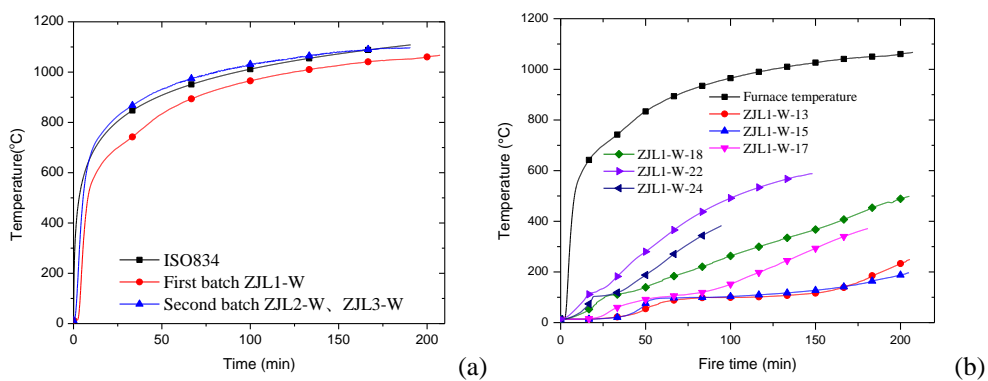 1200
1000
800
600
400
200
0
0
50
100
150
200
Temperature(°C)
Time (min)
ISO834
First batch ZJL1-W
Second batch ZJL2-W、ZJL3-W
(a)
1200
1000
800
600
400
200
0
0
50
100
150
200
Temperature (°C)
Fire time (min)
Furnace temperature
ZJL1-W-13
ZJL1-W-15
ZJL1-W-17
ZJL1-W-18
ZJL1-W-22
ZJL1-W-24
(b)